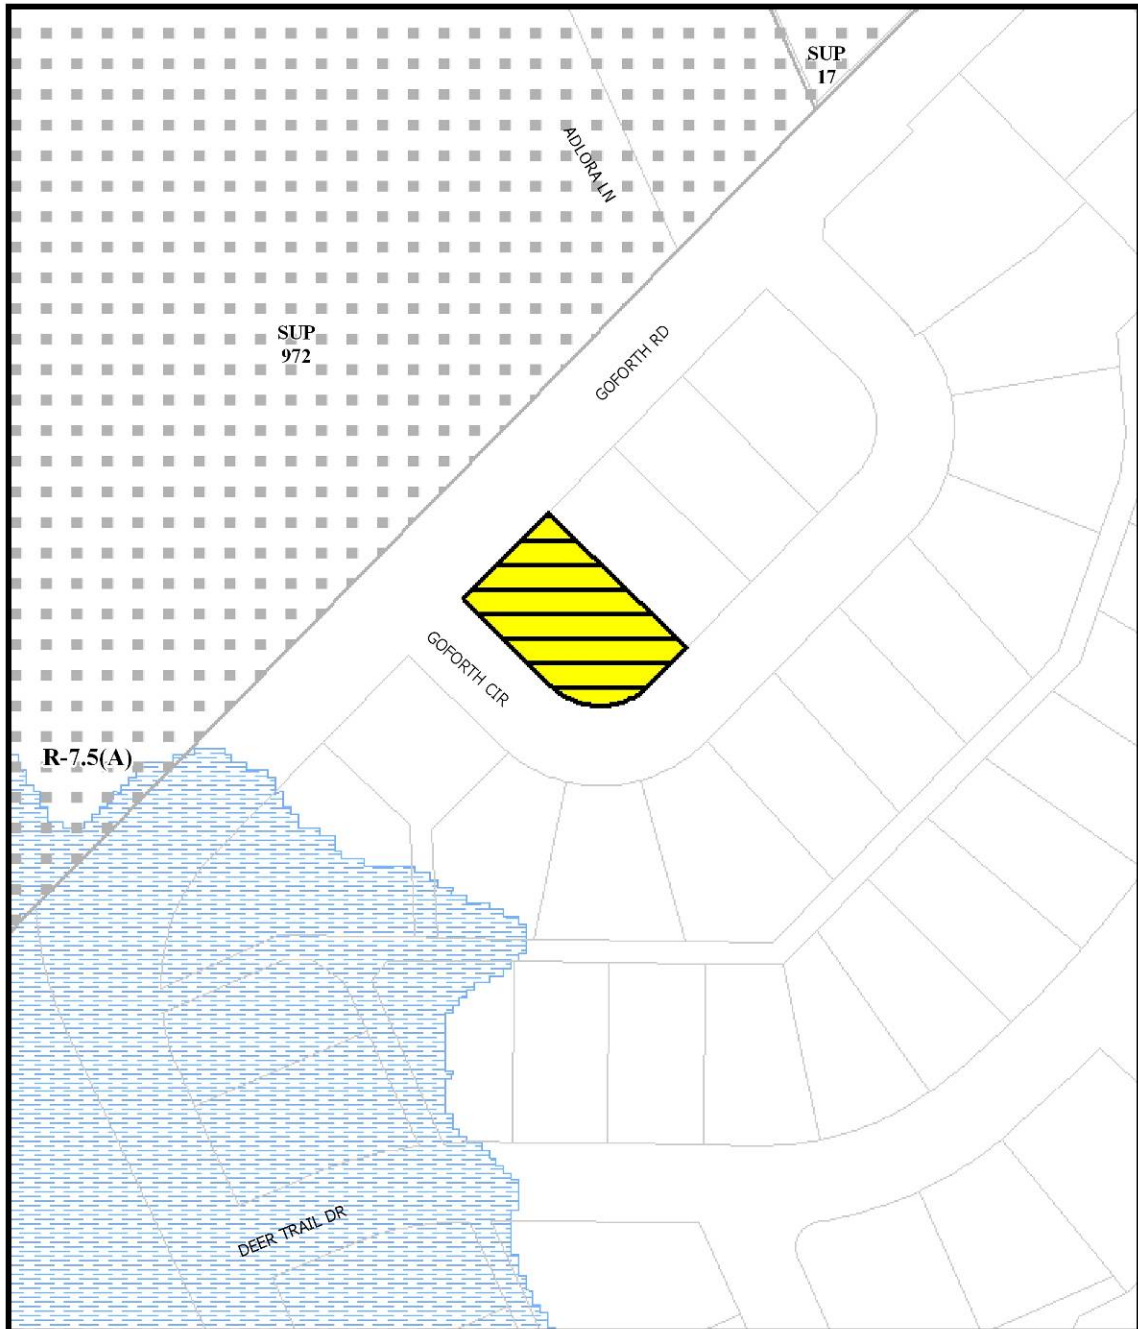 SUP
17
ADLORA LN
SUP
972
GOFORTH RD
GOFORTH CIR
R-7.5(A)
DEER TRAIL DR